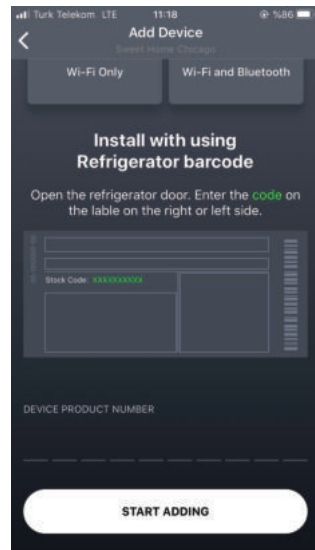 Turk Telekom LTE 11:18 %86
Add Device
Sweet Home Chicago
Wi-Fi Only
Wi-Fi and Bluetooth
Install with using
Refrigerator barcode
Open the refrigerator door. Enter the code on
the lable on the right or left side.
Stock Code: XXXXXXXXXX
DEVICE PRODUCT NUMBER
START ADDING